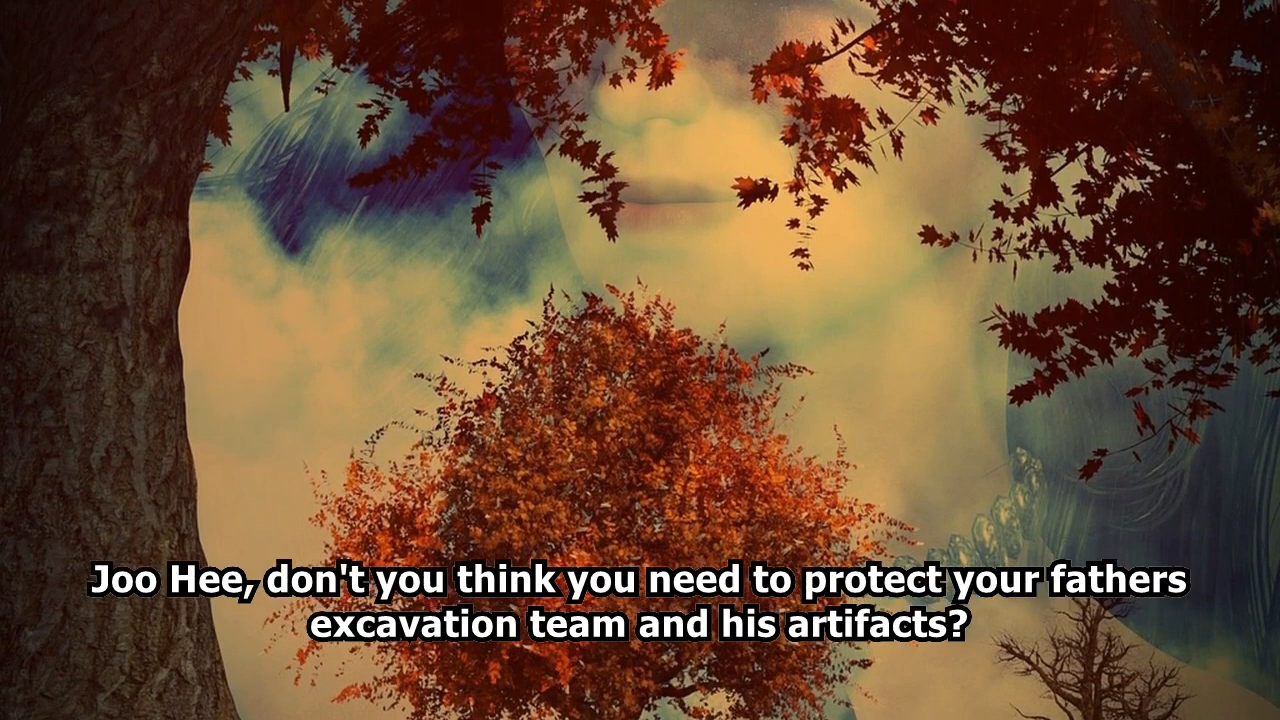 Joo Hee, don't you think you need to protect your fathers
excavation team and his artifacts?